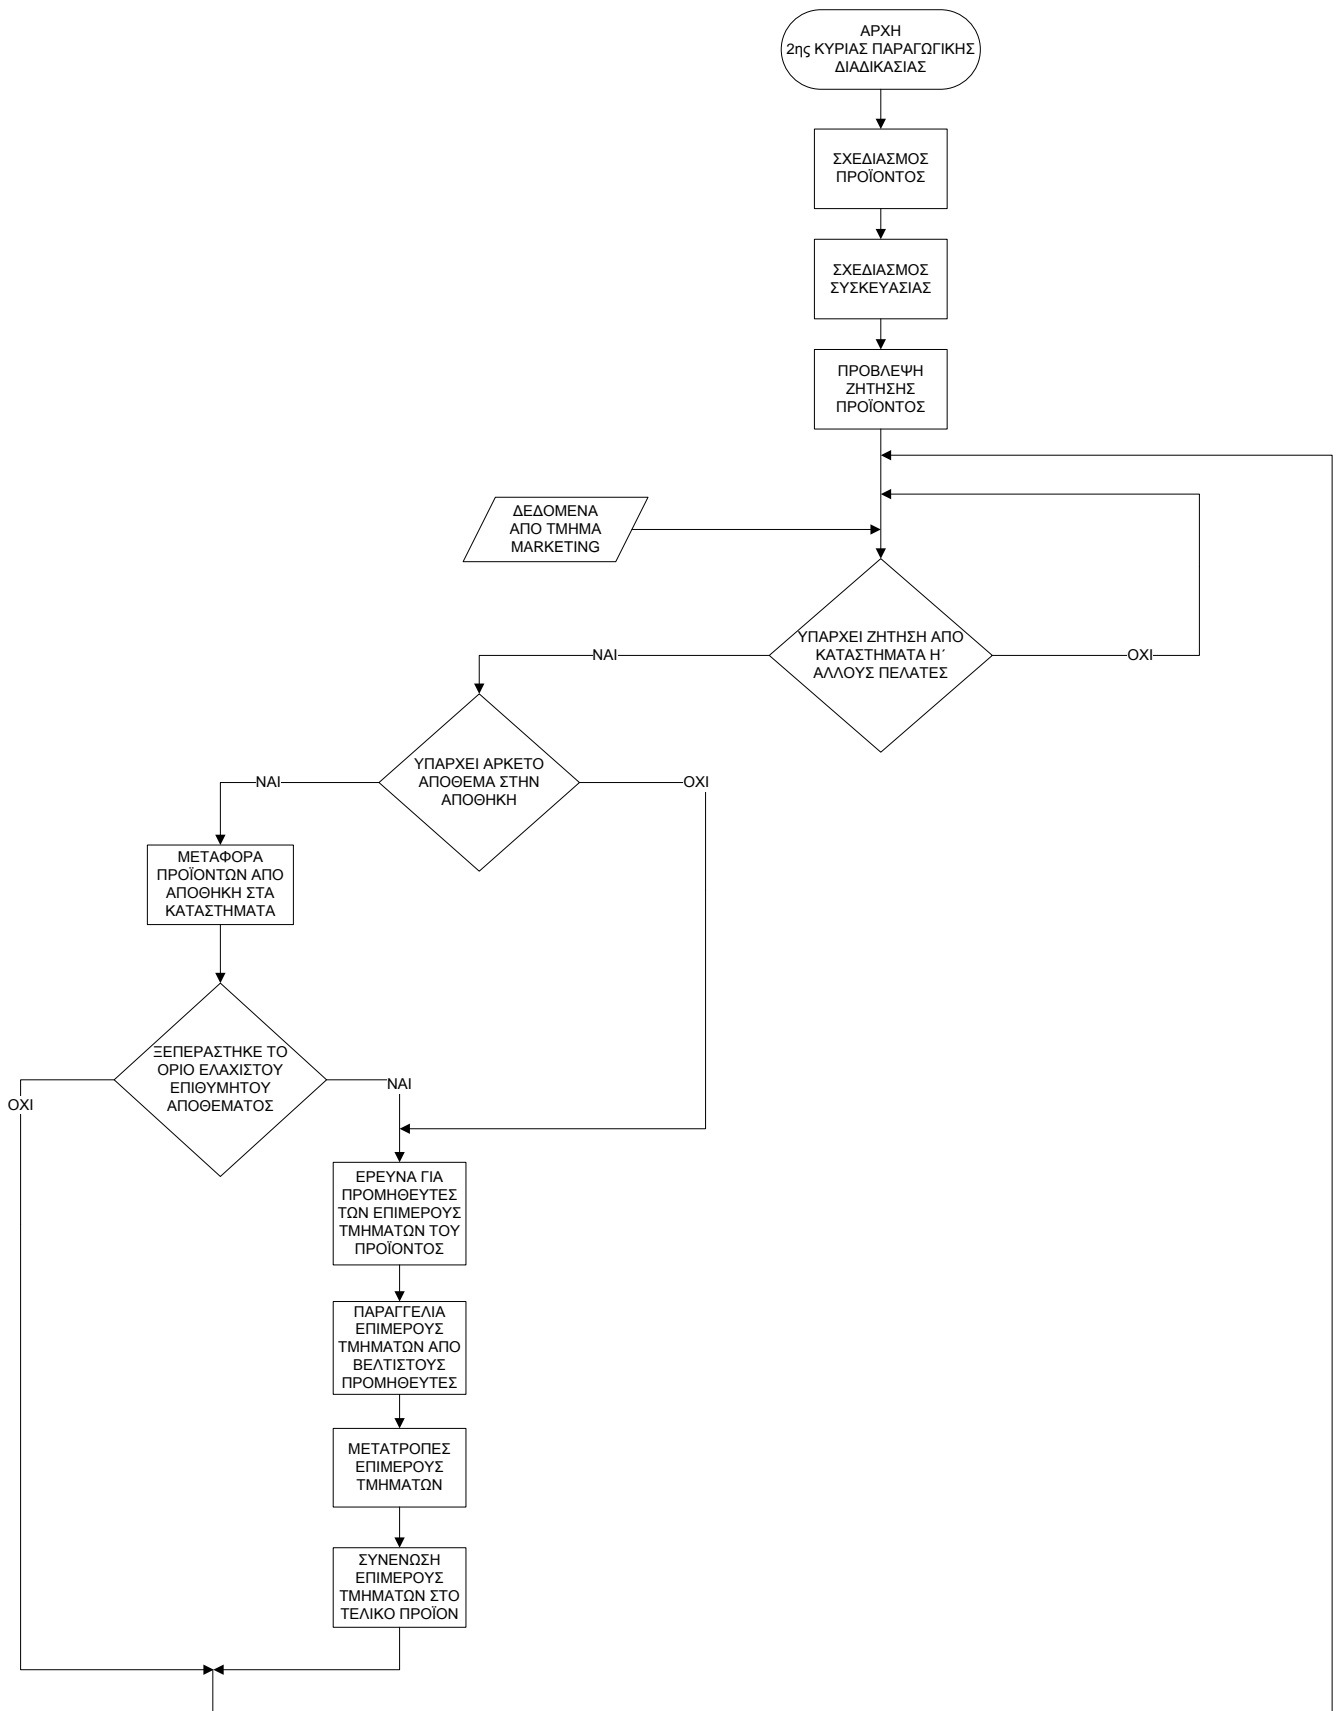 ΑΡΧΗ
2ης ΚΥΡΙΑΣ ΠΑΡΑΓΩΓΙΚΗΣ
ΔΙΑΔΙΚΑΣΙΑΣ
ΣΧΕΔΙΑΣΜΟΣ
ΠΡΟΪΟΝΤΟΣ
ΣΧΕΔΙΑΣΜΟΣ
ΣΥΣΚΕΥΑΣΙΑΣ
ΠΡΟΒΛΕΨΗ
ΖΗΤΗΣΗΣ
ΠΡΟΪΟΝΤΟΣ
ΔΕΔΟΜΕΝΑ
ΑΠΟ ΤΜΗΜΑ
MARKETING
ΥΠΑΡΧΕΙ ΖΗΤΗΣΗ ΑΠΟ
ΚΑΤΑΣΤΗΜΑΤΑ Η΄
ΑΛΛΟΥΣ ΠΕΛΑΤΕΣ
ΝΑΙ
ΟΧΙ
ΥΠΑΡΧΕΙ ΑΡΚΕΤΟ
ΑΠΟΘΕΜΑ ΣΤΗΝ
ΑΠΟΘΗΚΗ
ΝΑΙ
ΟΧΙ
ΜΕΤΑΦΟΡΑ
ΠΡΟΪΟΝΤΩΝ ΑΠΟ
ΑΠΟΘΗΚΗ ΣΤΑ
ΚΑΤΑΣΤΗΜΑΤΑ
ΞΕΠΕΡΑΣΤΗΚΕ ΤΟ
ΟΡΙΟ ΕΛΑΧΙΣΤΟΥ
ΕΠΙΘΥΜΗΤΟΥ
ΑΠΟΘΕΜΑΤΟΣ
ΟΧΙ
ΝΑΙ
ΕΡΕΥΝΑ ΓΙΑ
ΠΡΟΜΗΘΕΥΤΕΣ
ΤΩΝ ΕΠΙΜΕΡΟΥΣ
ΤΜΗΜΑΤΩΝ ΤΟΥ
ΠΡΟΪΟΝΤΟΣ
ΠΑΡΑΓΓΕΛΙΑ
ΕΠΙΜΕΡΟΥΣ
ΤΜΗΜΑΤΩΝ ΑΠΟ
ΒΕΛΤΙΣΤΟΥΣ
ΠΡΟΜΗΘΕΥΤΕΣ
ΜΕΤΑΤΡΟΠΕΣ
ΕΠΙΜΕΡΟΥΣ
ΤΜΗΜΑΤΩΝ
ΣΥΝΕΝΩΣΗ
ΕΠΙΜΕΡΟΥΣ
ΤΜΗΜΑΤΩΝ ΣΤΟ
ΤΕΛΙΚΟ ΠΡΟΪΟΝ